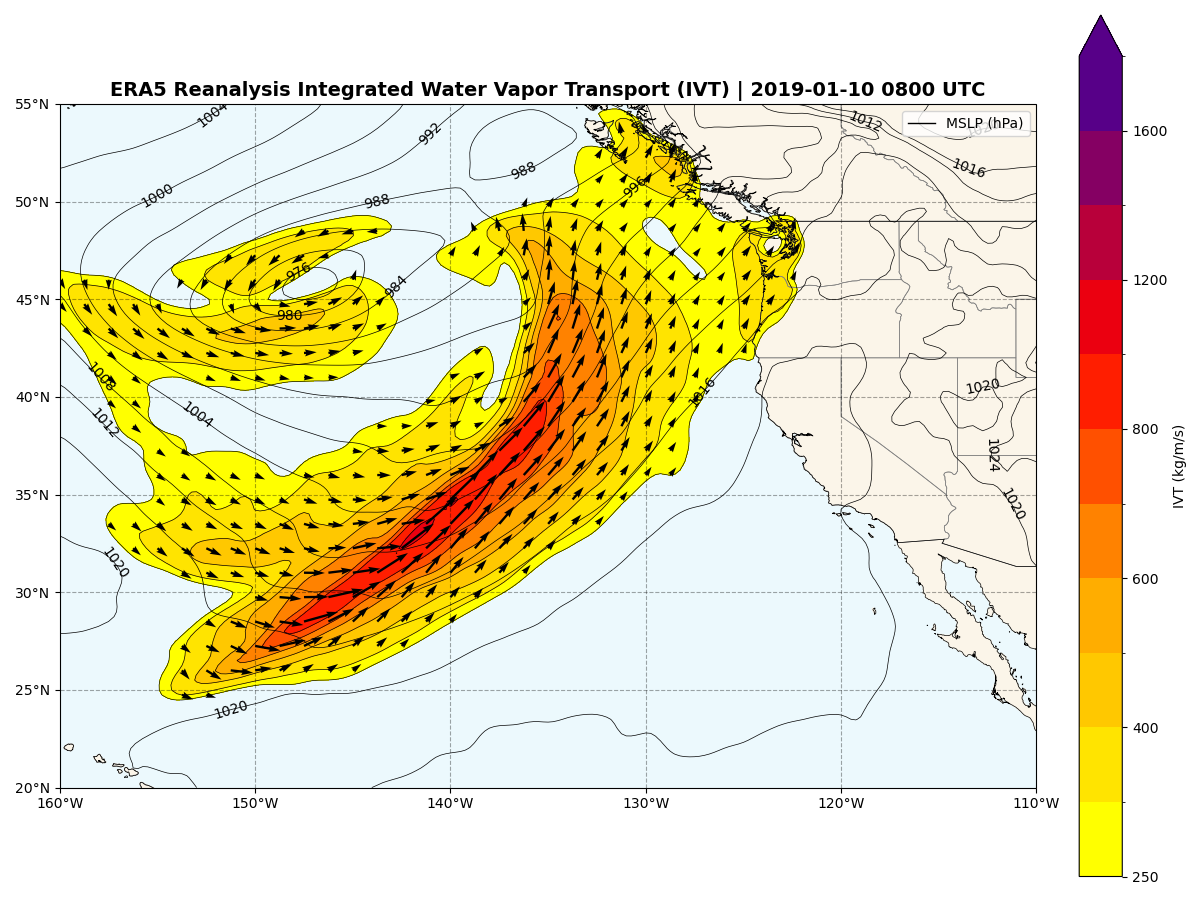 ERA5 Reanalysis Integrated Water Vapor Transport (IVT) | 2019-01-10 0800 UTC
MSLP (hPa)
55°N
50°N
45°N
40°N
35°N
30°N
25°N
20°N
160°W
150°W
140°W
130°W
120°W
110°W
1004
992
988
1012
1016
1000
988
996
976
984
980
1008
1004
1012
1016
1020
1024
1020
1020
1020
1600
1200
800
600
400
250
IVT (kg/m/s)